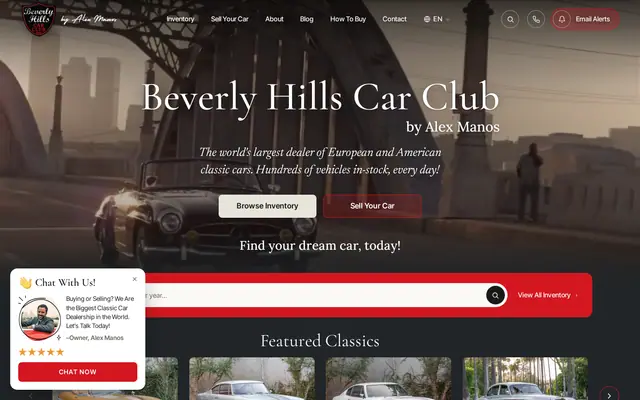 Beverly
Hills
by Alex Manos
Inventory
Sell Your Car
About
Blog
How To Buy
Contact
EN
Email Alerts
Beverly Hills Car Club
by Alex Manos
The world's largest dealer of European and American
classic cars. Hundreds of vehicles in-stock, every day!
Browse Inventory
Sell Your Car
Find your dream car, today!
year...
View All Inventory
Chat With Us!
Buying or Selling? We Are
the Biggest Classic Car
Dealership in the World.
Let's Talk Today!
–Owner, Alex Manos
CHAT NOW
Featured Classics